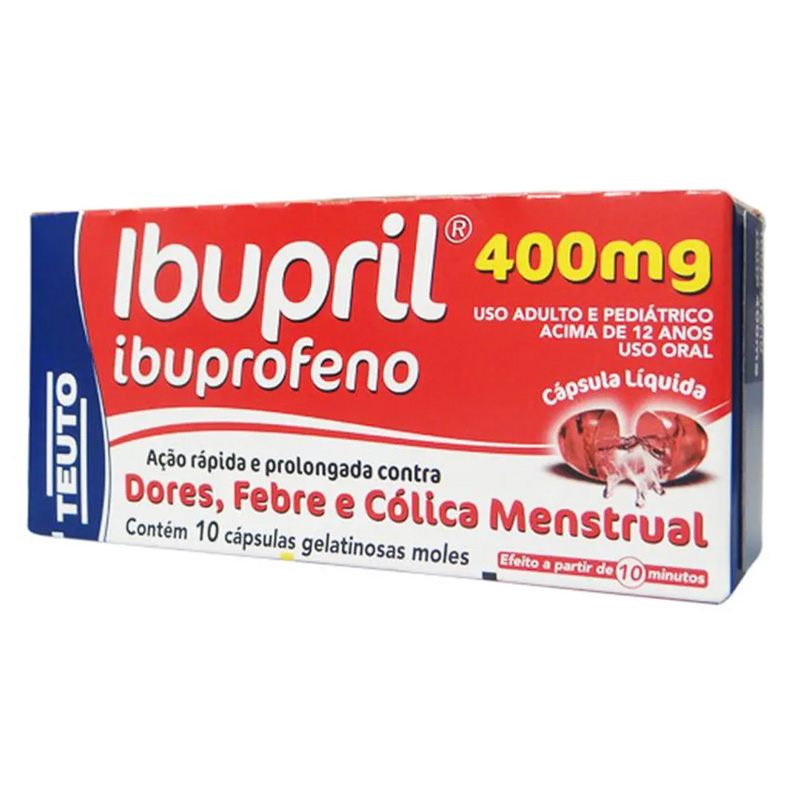 Ibupril®
400mg
ibuprofeno
USO ADULTO E PEDIÁTRICO
ACIMA DE 12 ANOS
USO ORAL
Cápsula Líquida
TEUTO
Ação rápida e prolongada contra
Dores, Febre e Cólica Menstrual
Contém 10 cápsulas gelatinosas moles
Efeito a partir de 10 minutos